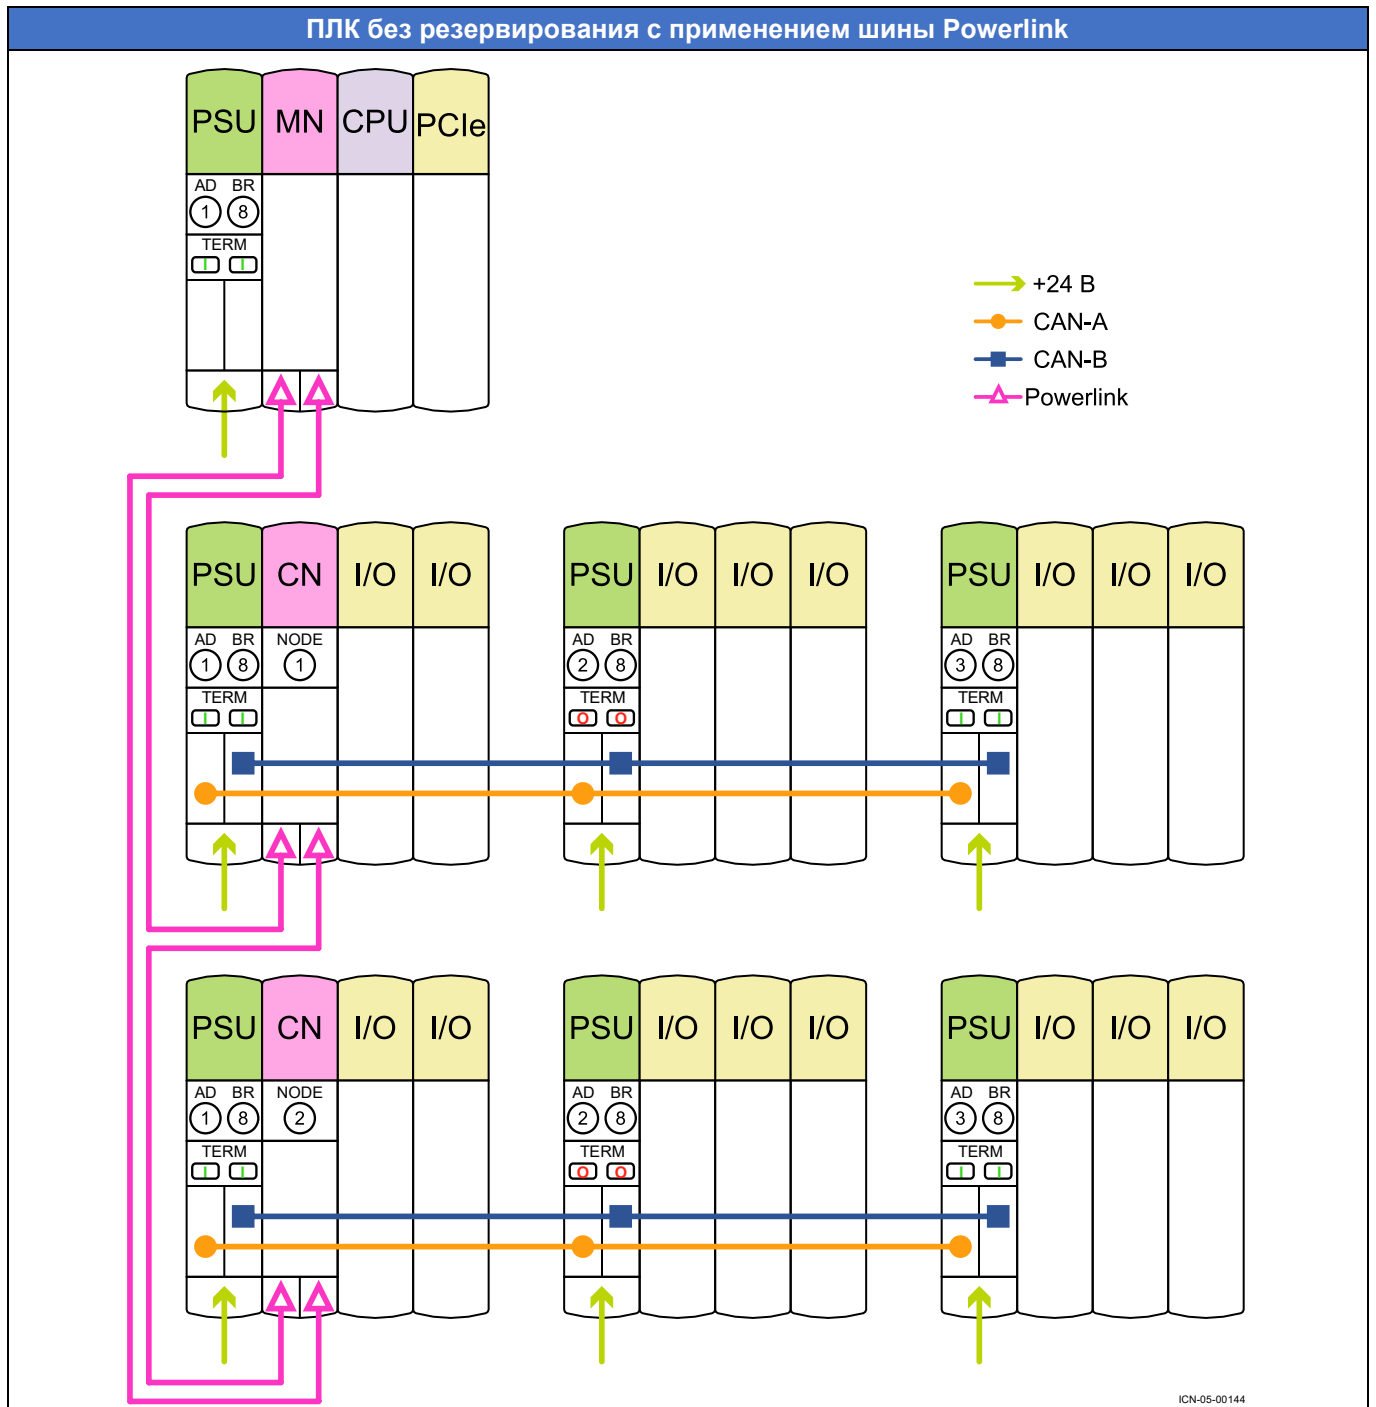 ПЛК без резервирования с применением шины Powerlink
PSU MN CPU PCIe
AD BR
1 8
TERM
I I
+24 В
CAN-A
CAN-B
Powerlink
PSU CN I/O I/O PSU I/O I/O I/O PSU I/O I/O I/O
AD BR NODE AD BR AD BR
1 8 1 2 8 3 8
TERM TERM TERM
I I O O I I
PSU CN I/O I/O PSU I/O I/O I/O PSU I/O I/O I/O
AD BR NODE AD BR AD BR
1 8 2 2 8 3 8
TERM TERM TERM
I I O O I I
ICN-05-00144